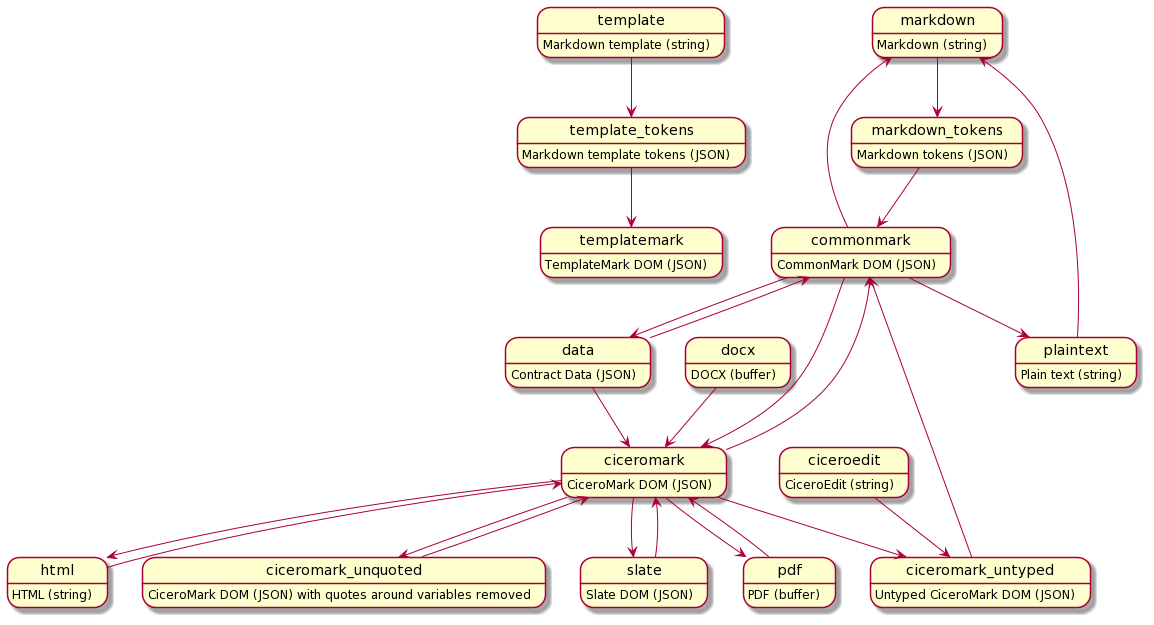 template
Markdown template (string)
markdown
Markdown (string)
template_tokens
Markdown template tokens (JSON)
markdown_tokens
Markdown tokens (JSON)
templatemark
TemplateMark DOM (JSON)
commonmark
CommonMark DOM (JSON)
data
Contract Data (JSON)
docx
DOCX (buffer)
plaintext
Plain text (string)
ciceromark
CiceroMark DOM (JSON)
ciceroedit
CiceroEdit (string)
html
HTML (string)
ciceromark_unquoted
CiceroMark DOM (JSON) with quotes around variables removed
slate
Slate DOM (JSON)
pdf
PDF (buffer)
ciceromark_untyped
Untyped CiceroMark DOM (JSON)